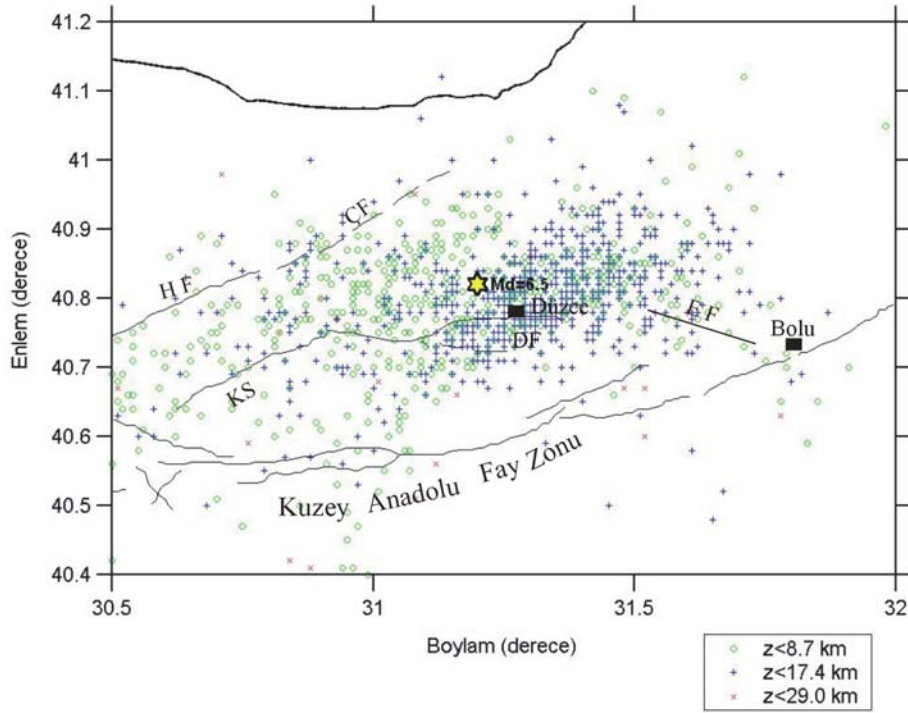 41.2
41.1
41
40.9
40.8
40.7
40.6
40.5
40.4
Enlem (derece)
ÇF
HF
Md=6.5
Düzce
DF
EF
Bolu
KS
Kuzey Anadolu Fay Zonu
30.5 31 31.5 32
Boylam (derece)
z<8.7 km
z<17.4 km
z<29.0 km